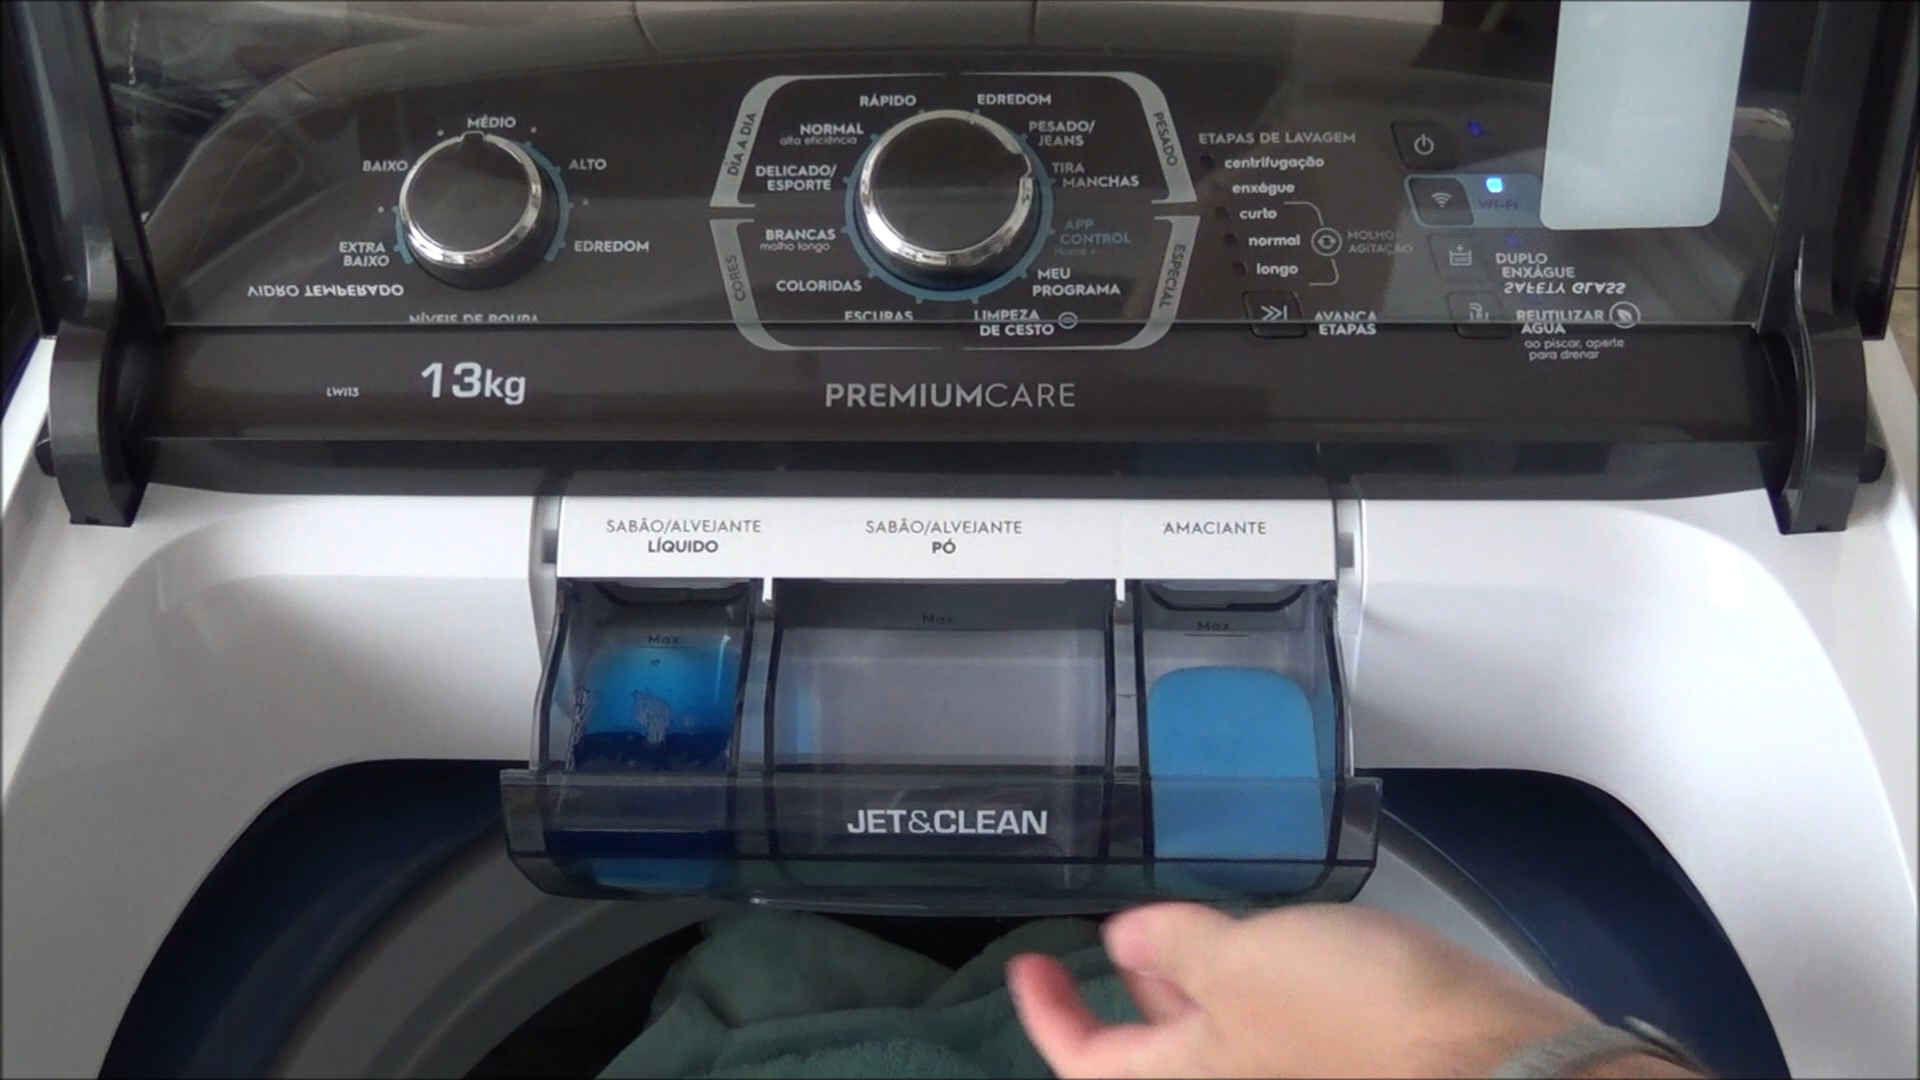 MÉDIO
BAIXO
ALTO
EXTRA
BAIXO
EDREDOM
VIDRO TEMPERADO
NÍVEIS DE ROUPA
DIA A DIA
RÁPIDO
NORMAL
alta eficiência
DELICADO/
ESPORTE
EDREDOM
PESADO/
JEANS
TIRA
MANCHAS
PESADO
CORES
BRANCAS
molho longo
COLORIDAS
ESCURAS
APP
CONTROL
Home +
MEU
PROGRAMA
LIMPEZA
DE CESTO
ESPECIAL
ETAPAS DE LAVAGEM
centrifugação
enxágue
curto
normal
longo
MOLHO-
AGITAÇÃO
AVANÇA
ETAPAS
Wi-Fi
DUPLO
ENXÁGUE
SAFETY GLASS
REUTILIZAR
ÁGUA
ao piscar, aperte
para drenar
LWI13
13kg
PREMIUMCARE
SABÃO/ALVEJANTE
LÍQUIDO
SABÃO/ALVEJANTE
PÓ
AMACIANTE
Max
Max
Max
JET&CLEAN